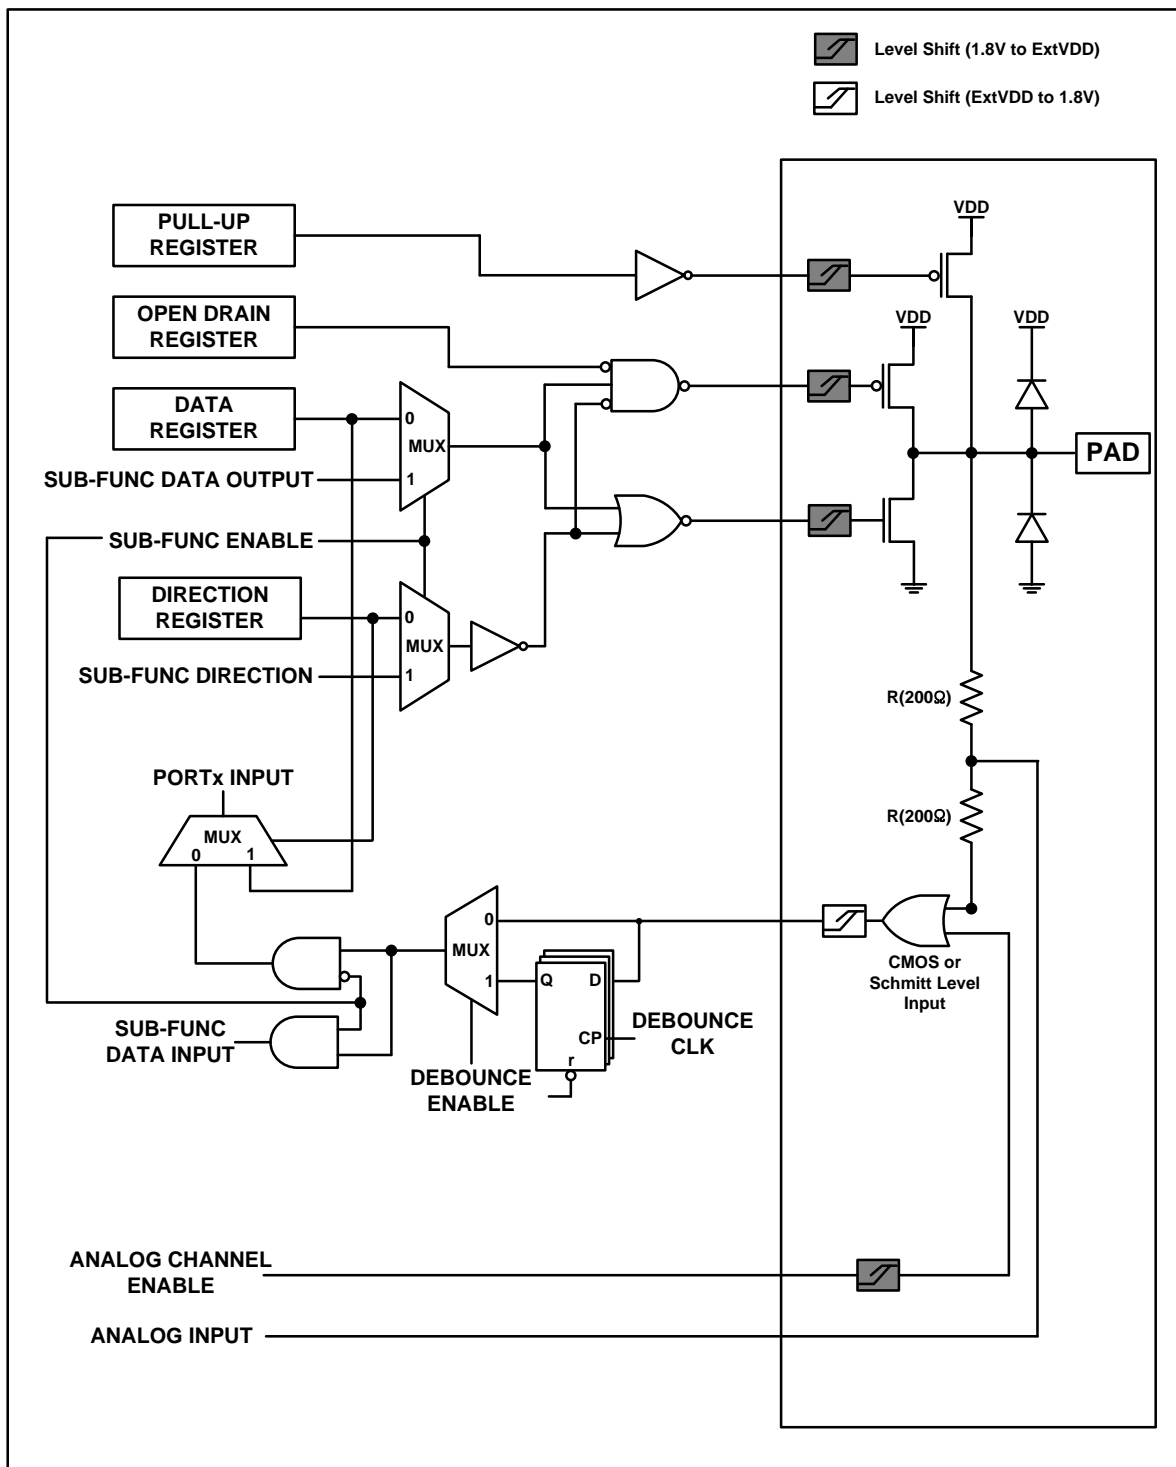 Level Shift (1.8V to ExtVDD)
Level Shift (ExtVDD to 1.8V)
PULL-UP
REGISTER
VDD
OPEN DRAIN
REGISTER
VDD
VDD
DATA
REGISTER
0
MUX
1
SUB-FUNC DATA OUTPUT
PAD
SUB-FUNC ENABLE
DIRECTION
REGISTER
0
MUX
1
SUB-FUNC DIRECTION
R(200Ω)
PORTx INPUT
MUX
0 1
R(200Ω)
0
MUX
1
Q D
CP
r
CMOS or
Schmitt Level
Input
SUB-FUNC
DATA INPUT
DEBOUNCE
CLK
DEBOUNCE
ENABLE
ANALOG CHANNEL
ENABLE
ANALOG INPUT